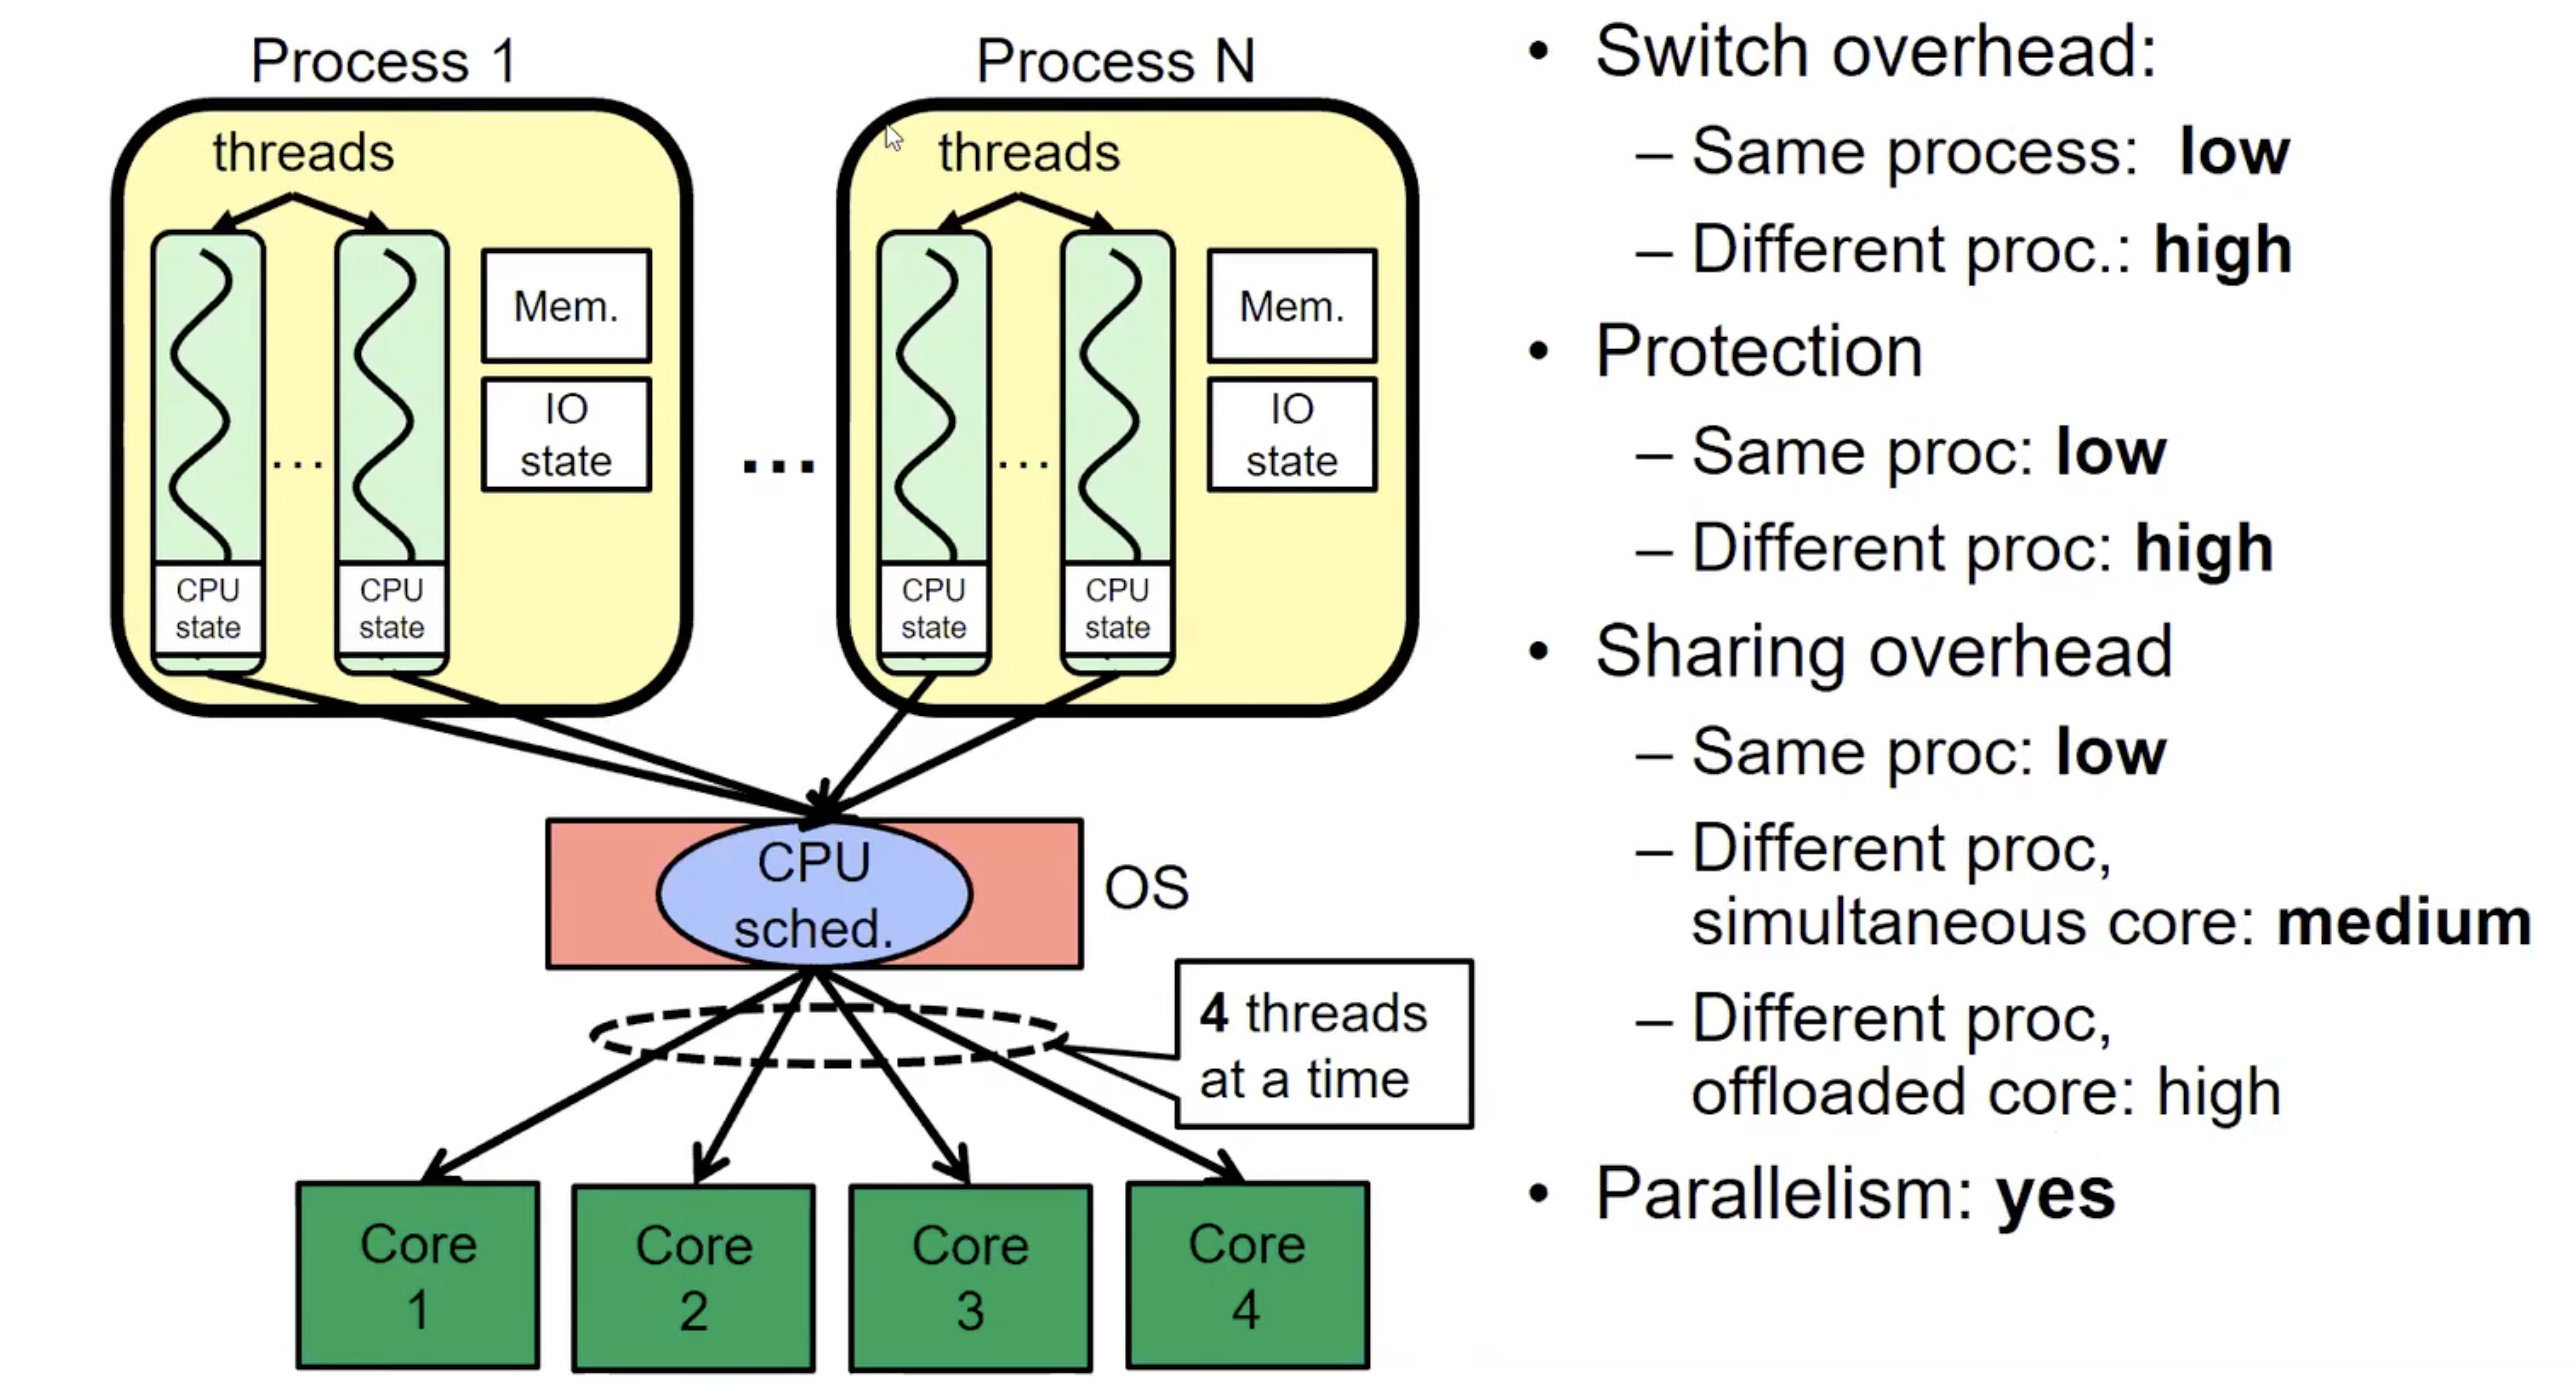 Process 1
threads
Mem.
IO
state
...
CPU
state
CPU
state
...
Process N
threads
Mem.
IO
state
...
CPU
state
CPU
state
CPU
sched.
OS
4 threads
at a time
Core
1
Core
2
Core
3
Core
4
• Switch overhead:
– Same process: low
– Different proc.: high
• Protection
– Same proc: low
– Different proc: high
• Sharing overhead
– Same proc: low
– Different proc,
simultaneous core: medium
– Different proc,
offloaded core: high
• Parallelism: yes